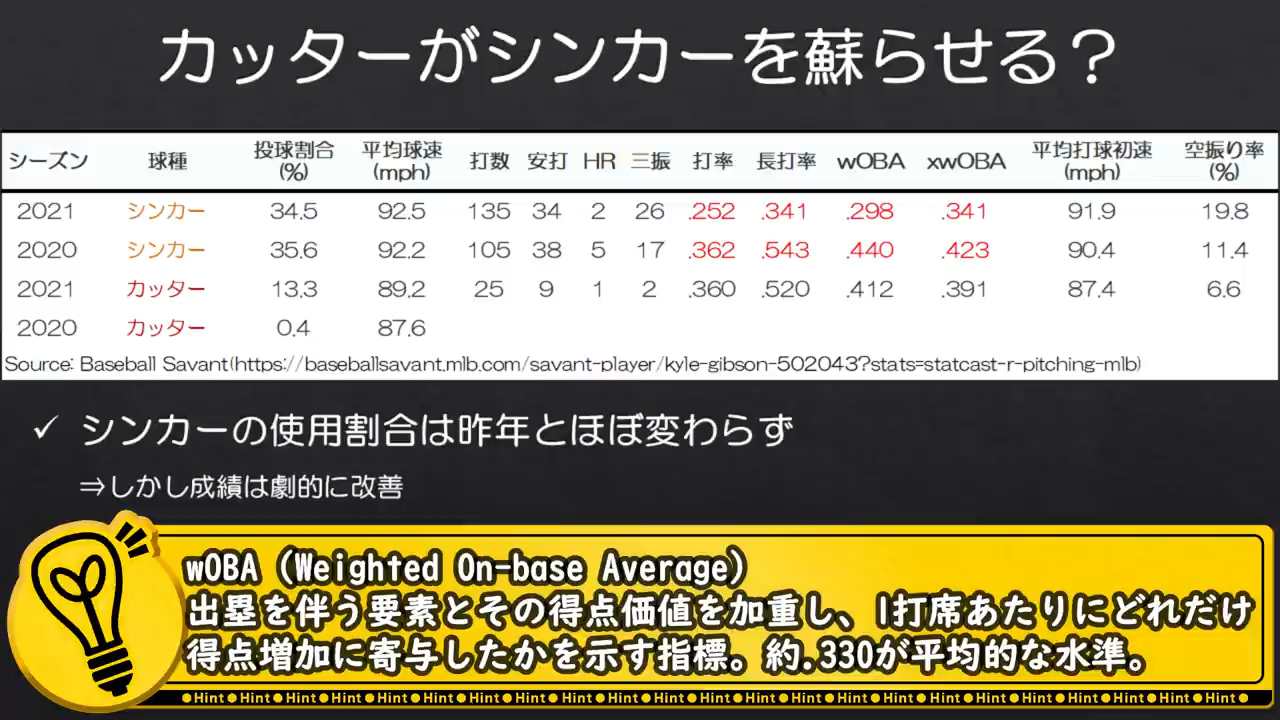 カッターがシンカーを蘇らせる？
シーズン 球種 投球割合(%) 平均球速(mph) 打数 安打 HR 三振 打率 長打率 wOBA xwOBA 平均打球初速(mph) 空振り率(%)
2021 シンカー 34.5 92.5 135 34 2 26 .252 .341 .298 .341 91.9 19.8
2020 シンカー 35.6 92.2 105 38 5 17 .362 .543 .440 .423 90.4 11.4
2021 カッター 13.3 89.2 25 9 1 2 .360 .520 .412 .391 87.4 6.6
2020 カッター 0.4 87.6
Source: Baseball Savant(https://baseballsavant.mlb.com/savant-player/kyle-gibson-502043?stats=statcast-r-pitching-mlb)
✓ シンカーの使用割合は昨年とほぼ変わらず
⇒しかし成績は劇的に改善
wOBA (Weighted On-base Average)
出塁を伴う要素とその得点価値を加重し、1打席あたりにどれだけ
得点増加に寄与したかを示す指標。約.330が平均的な水準。
●Hint●Hint●Hint●Hint●Hint●Hint●Hint●Hint●Hint●Hint●Hint●Hint●Hint●Hint●Hint●Hint●Hint●Hint●Hint●Hint●Hint●Hint●Hint●